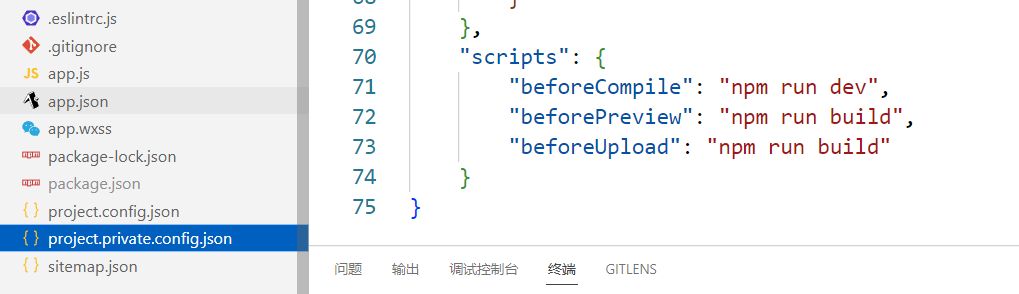 .eslintrc.js
.gitignore
JS app.js
app.json
app.wxss
package-lock.json
package.json
{ } project.config.json
{ } project.private.config.json
{ } sitemap.json
68 }
69 },
70 "scripts": {
71 "beforeCompile": "npm run dev",
72 "beforePreview": "npm run build",
73 "beforeUpload": "npm run build"
74 }
75 }
问题 输出 调试控制台 终端 GITLENS